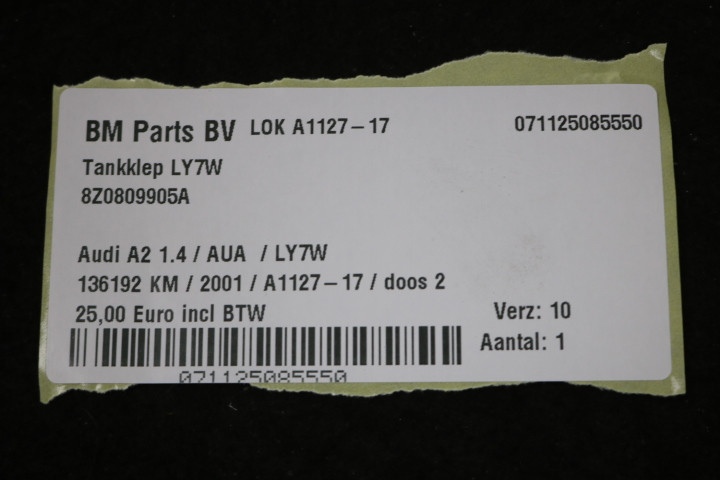 BM Parts BV LOK A1127-17 071125085550
Tankklep LY7W
8Z0809905A
Audi A2 1.4 / AUA / LY7W
136192 KM / 2001 / A1127-17 / doos 2
25,00 Euro incl BTW Verz: 10
Aantal: 1
071125085550